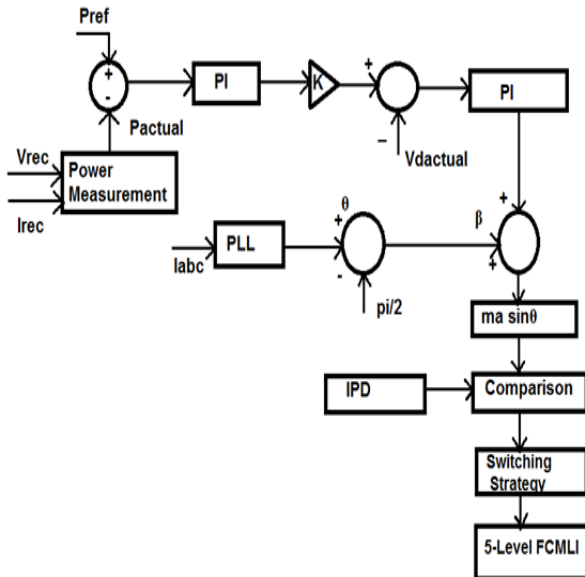 Pref
+
-
PI
K
+
PI
Pactual
–
Vdactual
Vrec
Power
Measurement
Irec
+
θ
+
β
+
PLL
Iabc
-
pi/2
ma sinθ
IPD
Comparison
Switching
Strategy
5-Level FCMLI